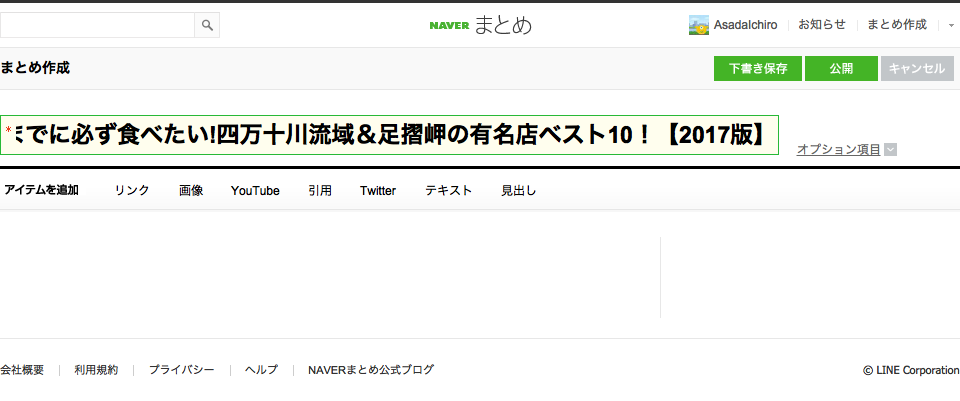 NAVER まとめ
AsadaIchiro お知らせ まとめ作成
まとめ作成
下書き保存 公開 キャンセル
*までに必ず食べたい!四万十川流域&足摺岬の有名店ベスト10！【2017版】
オプション項目
アイテムを追加 リンク 画像 YouTube 引用 Twitter テキスト 見出し
会社概要 利用規約 プライバシー ヘルプ NAVERまとめ公式ブログ © LINE Corporation